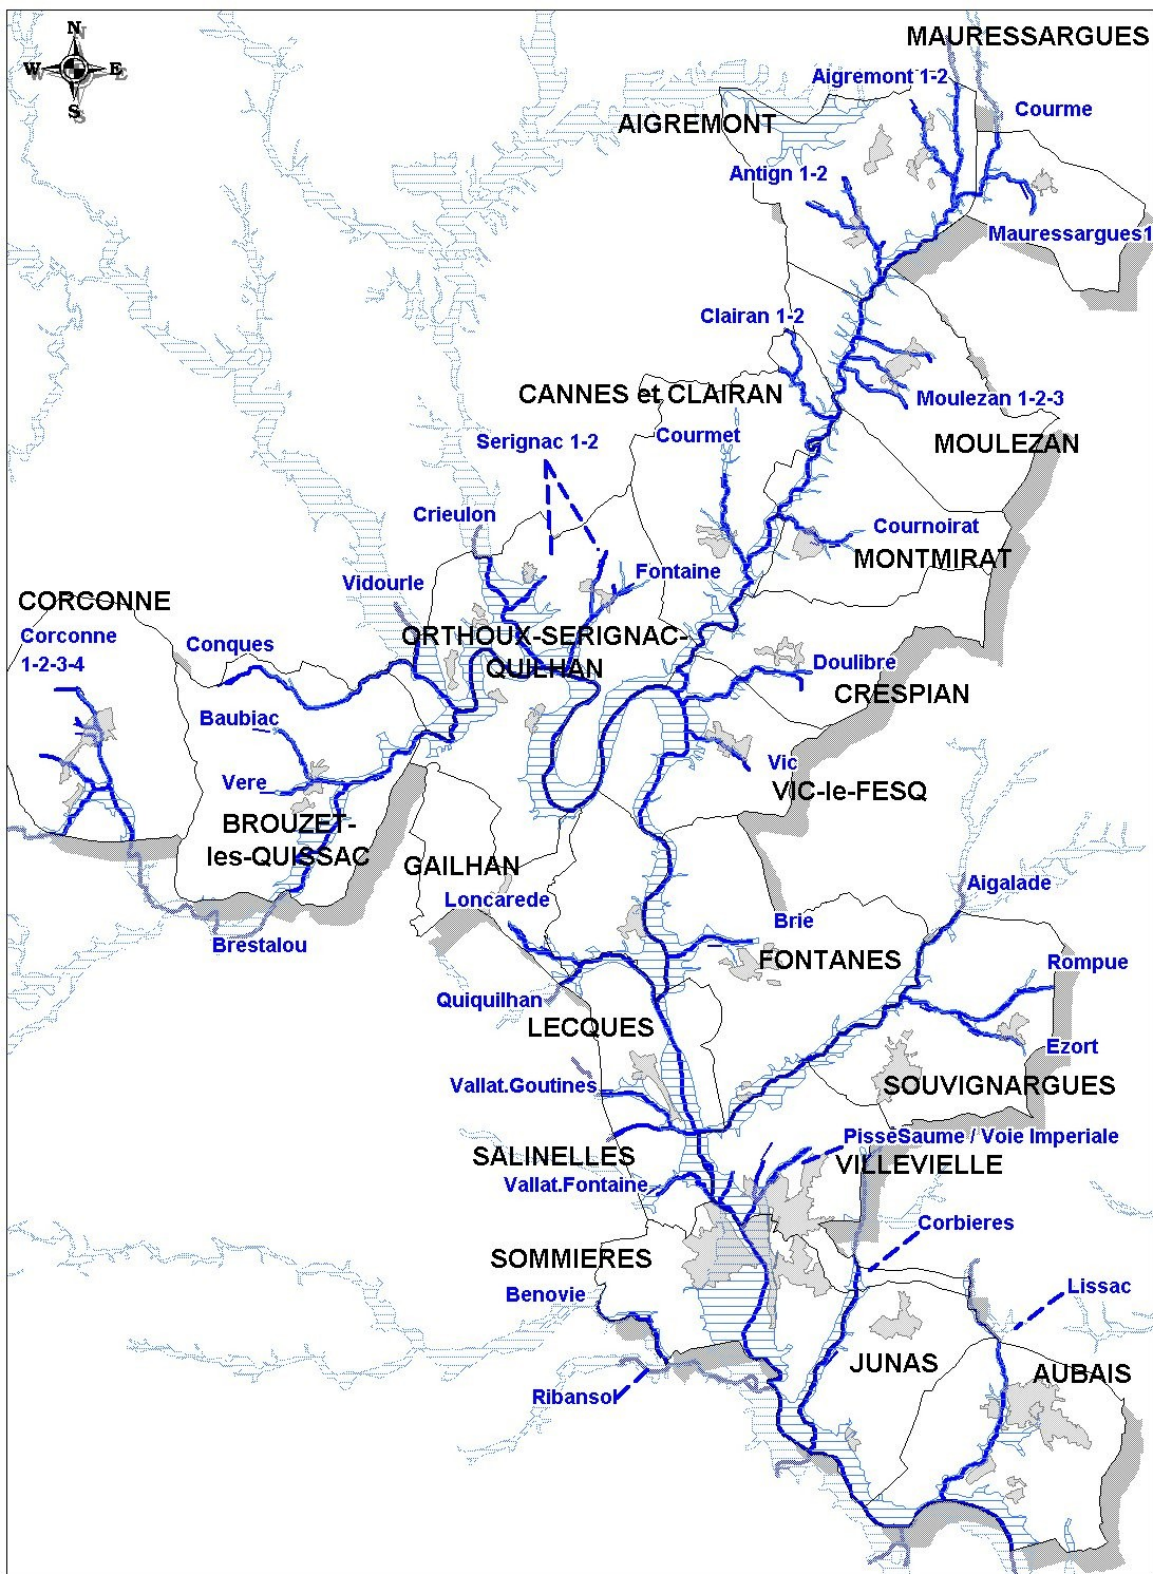 N
W E
S
MAURESSARGUES
Aigremont 1-2
Courme
AIGREMONT
Antign 1-2
Mauressargues1
Clairan 1-2
CANNES et CLAIRAN
Moulezan 1-2-3
Serignac 1-2
Courmet
MOULEZAN
Crieulon
Cournoirat
MONTMIRAT
Vidourle
Fontaine
CORCONNE
Corconne
1-2-3-4
Conques
ORTHOUX-SERIGNAC-
QUILHAN
Doulibre
CRESPIAN
Baubiac
Vere
Vic
VIC-le-FESQ
BROUZET-
les-QUISSAC
GAILHAN
Loncarede
Aigalade
Brestalou
Brie
FONTANES
Rompue
Quiquilhan
LECQUES
Ezort
Vallat.Goutines
SOUVIGNARGUES
SALINELLES
PisseSaume / Voie Imperiale
VILLEVIELLE
Vallat.Fontaine
Corbieres
SOMMIERES
Benovie
Lissac
JUNAS
AUBAIS
Ribansol